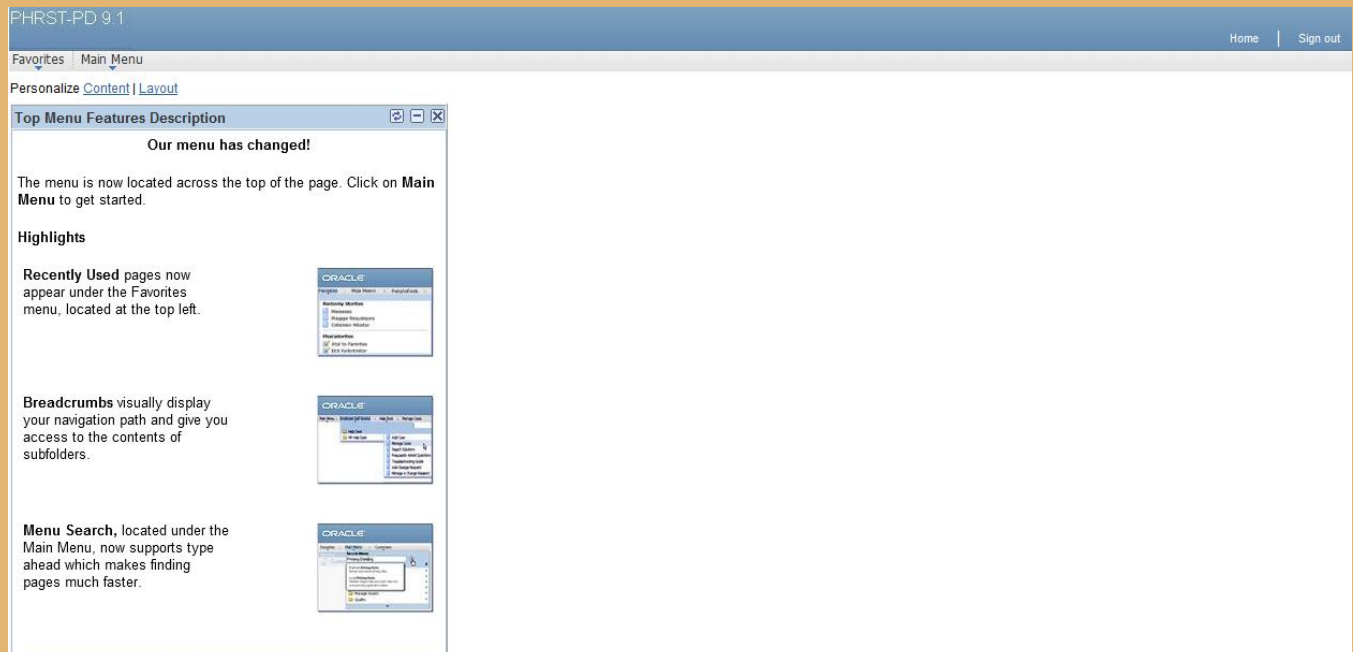 PHRST-PD 9.1
Home | Sign out
Favorites Main Menu
Personalize Content | Layout
Top Menu Features Description
Our menu has changed!
The menu is now located across the top of the page. Click on Main
Menu to get started.
Highlights
Recently Used pages now
appear under the Favorites
menu, located at the top left.
ORACLE
Favorites Main Menu
Breadcrumbs visually display
your navigation path and give you
access to the contents of
subfolders.
ORACLE
Menu Search, located under the
Main Menu, now supports type
ahead which makes finding
pages much faster.
ORACLE